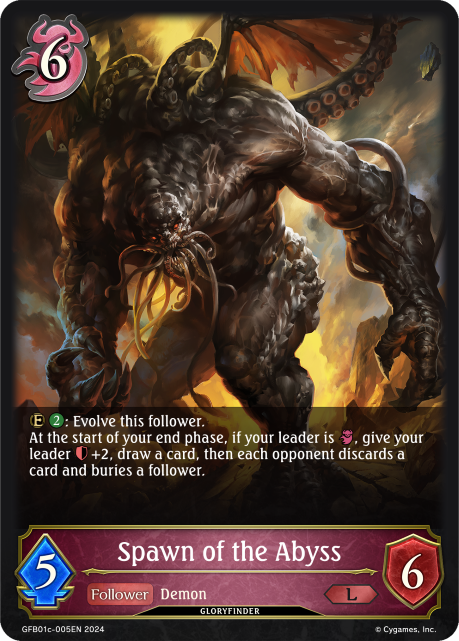 6
E 2: Evolve this follower.
At the start of your end phase, if your leader is , give your
leader +2, draw a card, then each opponent discards a
card and buries a follower.
Spawn of the Abyss
5
Follower Demon L
6
GLORYFINDER
GFB01c-005EN 2024 © Cygames, Inc.